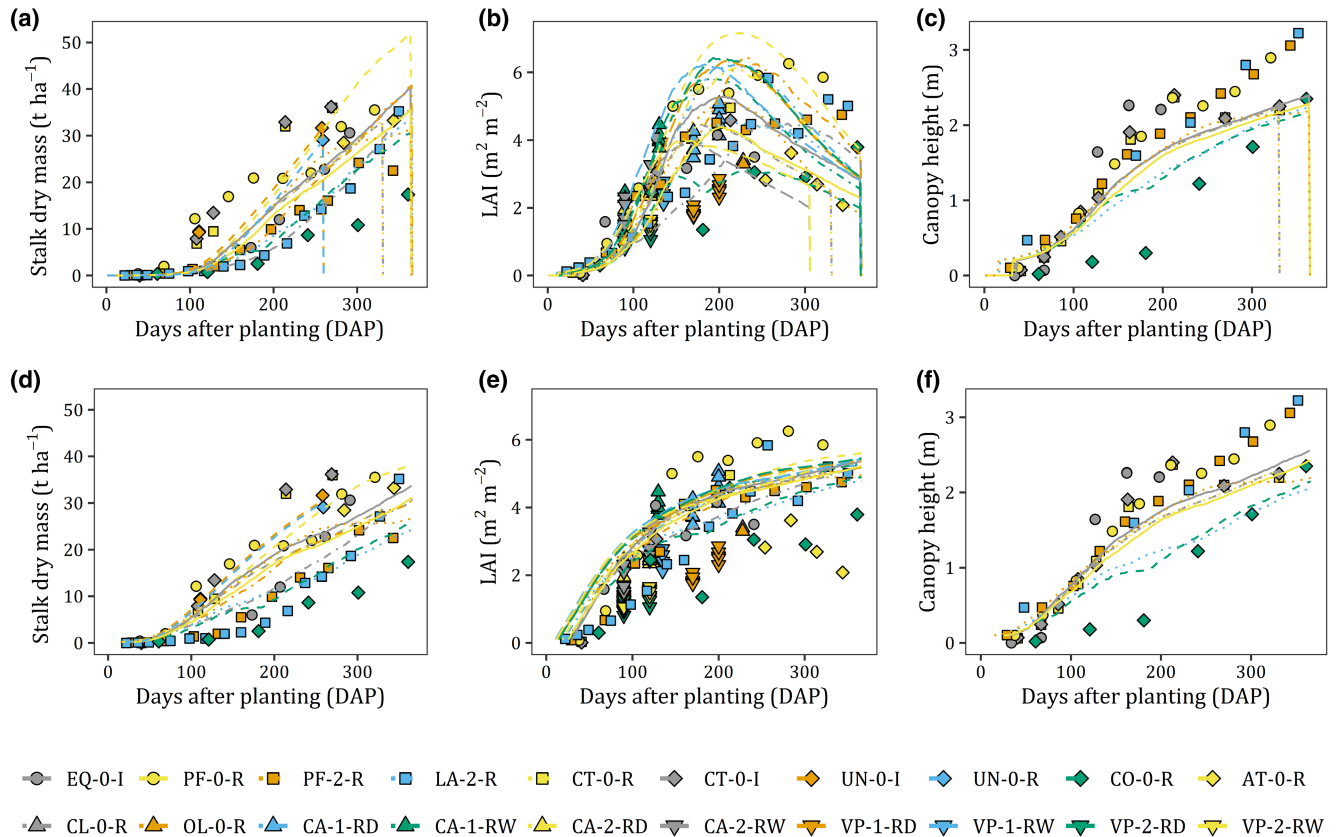 (a)
(b)
(c)
Stalk dry mass (t ha⁻¹)
50
40
30
20
10
0
0 100 200 300
Days after planting (DAP)
LAI (m² m⁻²)
6
4
2
0
0 100 200 300
Days after planting (DAP)
Canopy height (m)
3
2
1
0
0 100 200 300
Days after planting (DAP)
(d)
(e)
(f)
Stalk dry mass (t ha⁻¹)
50
40
30
20
10
0
0 100 200 300
Days after planting (DAP)
LAI (m² m⁻²)
6
4
2
0
0 100 200 300
Days after planting (DAP)
Canopy height (m)
3
2
1
0
0 100 200 300
Days after planting (DAP)
EQ-0-I PF-0-R PF-2-R LA-2-R CT-0-R CT-0-I UN-0-I UN-0-R CO-0-R AT-0-R
CL-0-R OL-0-R CA-1-RD CA-1-RW CA-2-RD CA-2-RW VP-1-RD VP-1-RW VP-2-RD VP-2-RW